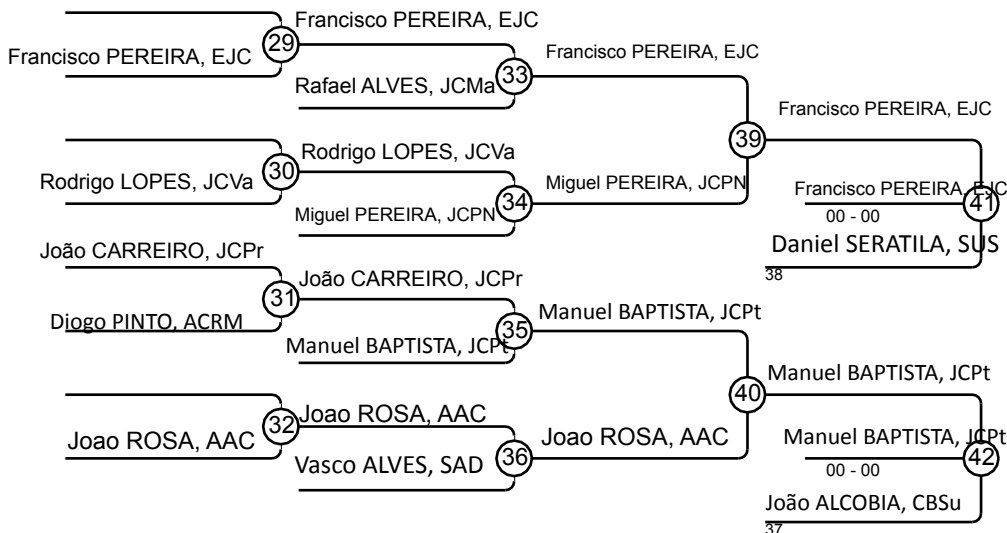 Francisco PEREIRA, EJC
Francisco PEREIRA, EJC
29
Francisco PEREIRA, EJC
33
Rafael ALVES, JCMa
Francisco PEREIRA, EJC
39
Rodrigo LOPES, JCVa
30
Rodrigo LOPES, JCVa
Miguel PEREIRA, JCPN
Francisco PEREIRA, EJC
41
34
Miguel PEREIRA, JCPN
00 - 00
João CARREIRO, JCPr
Daniel SERATILA, SUS
38
31
João CARREIRO, JCPr
Diogo PINTO, ACRM
35
Manuel BAPTISTA, JCPt
Manuel BAPTISTA, JCPt
Manuel BAPTISTA, JCPt
40
32
Joao ROSA, AAC
Joao ROSA, AAC
Joao ROSA, AAC
Manuel BAPTISTA, JCPt
36
42
Vasco ALVES, SAD
00 - 00
João ALCOBIA, CBSu
37